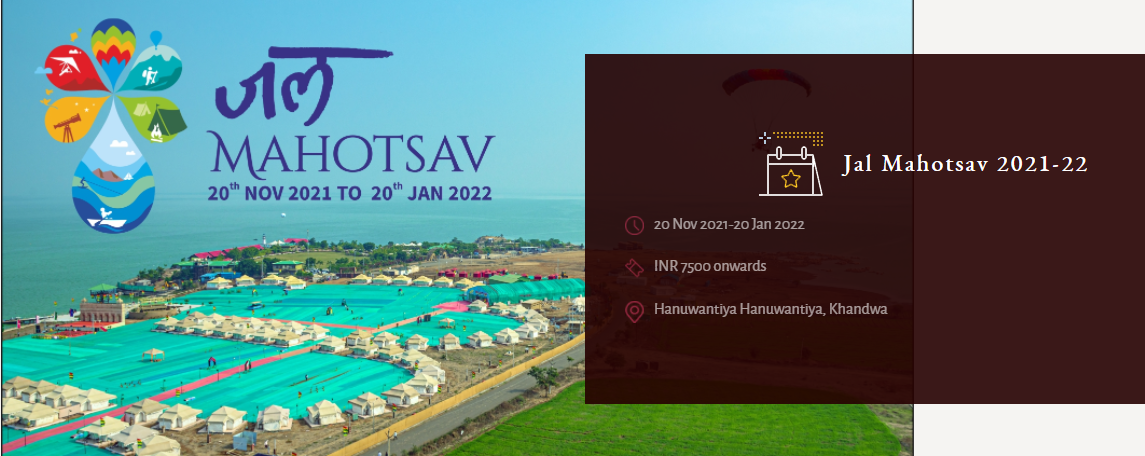 जल
MAHOTSAV
20th NOV 2021 TO 20th JAN 2022
Jal Mahotsav 2021-22
20 Nov 2021-20 Jan 2022
INR 7500 onwards
Hanuwantiya Hanuwantiya, Khandwa